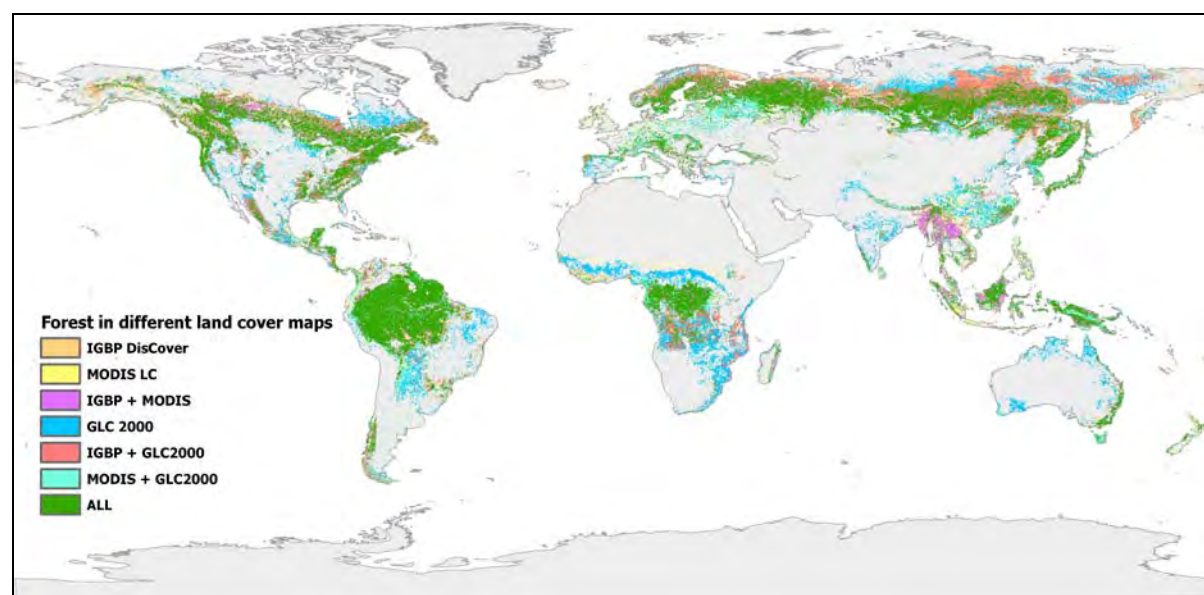 Forest in different land cover maps
IGBP DisCover
MODIS LC
IGBP + MODIS
GLC 2000
IGBP + GLC2000
MODIS + GLC2000
ALL